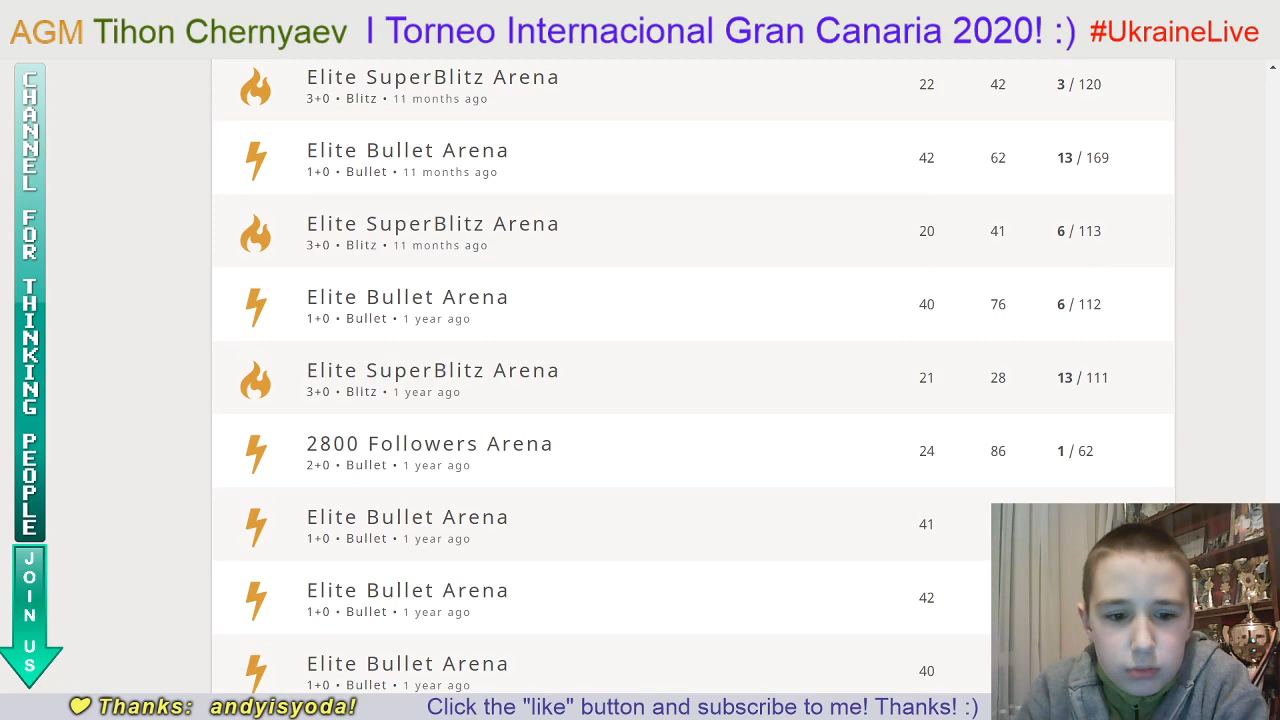 AGM Tihon Chernyaev I Torneo Internacional Gran Canaria 2020! :) #UkraineLive
CHANNEL FOR THINKING PEOPLE
JOIN US
Elite SuperBlitz Arena 22 42 3 / 120
3+0 • Blitz • 11 months ago
Elite Bullet Arena 42 62 13 / 169
1+0 • Bullet • 11 months ago
Elite SuperBlitz Arena 20 41 6 / 113
3+0 • Blitz • 11 months ago
Elite Bullet Arena 40 76 6 / 112
1+0 • Bullet • 1 year ago
Elite SuperBlitz Arena 21 28 13 / 111
3+0 • Blitz • 1 year ago
2800 Followers Arena 24 86 1 / 62
2+0 • Bullet • 1 year ago
Elite Bullet Arena 41
1+0 • Bullet • 1 year ago
Elite Bullet Arena 42
1+0 • Bullet • 1 year ago
Elite Bullet Arena 40
1+0 • Bullet • 1 year ago
Thanks: andyisyoda!
Click the "like" button and subscribe to me! Thanks! :)